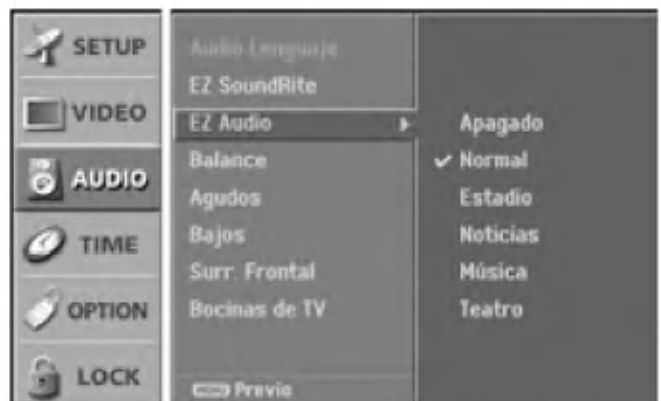 SETUP
VIDEO
AUDIO
TIME
OPTION
LOCK
Audio Lenguaje
EZ SoundRite
EZ Audio
Balance
Agudos
Bajos
Surr. Frontal
Bocinas de TV
MENU Previo
Apagado
Normal
Estadio
Noticias
Música
Teatro